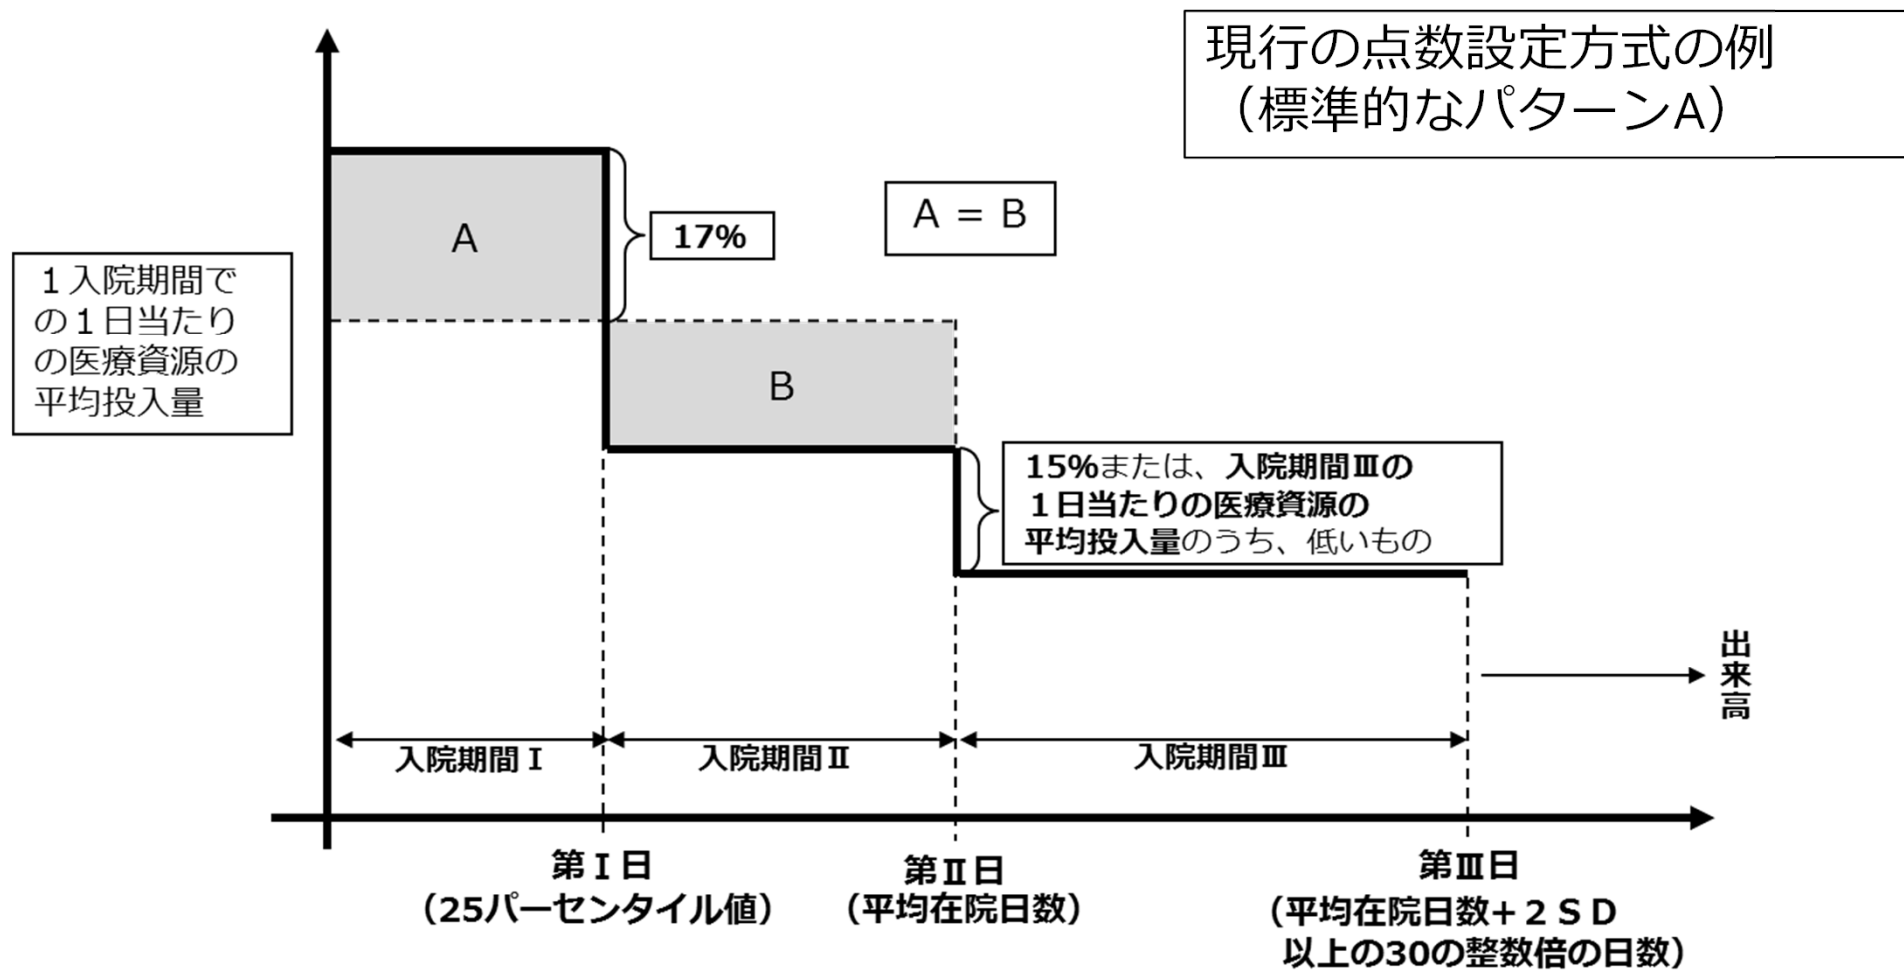 現行の点数設定方式の例
（標準的なパターンA）
A
17%
A = B
１入院期間で
の１日当たり
の医療資源の
平均投入量
B
15%または、入院期間Ⅲの
１日当たりの医療資源の
平均投入量のうち、低いもの
出
来
高
入院期間Ⅰ
入院期間Ⅱ
入院期間Ⅲ
第Ⅰ日
（25パーセンタイル値）
第Ⅱ日
（平均在院日数）
第Ⅲ日
（平均在院日数+２ＳＤ
以上の30の整数倍の日数）